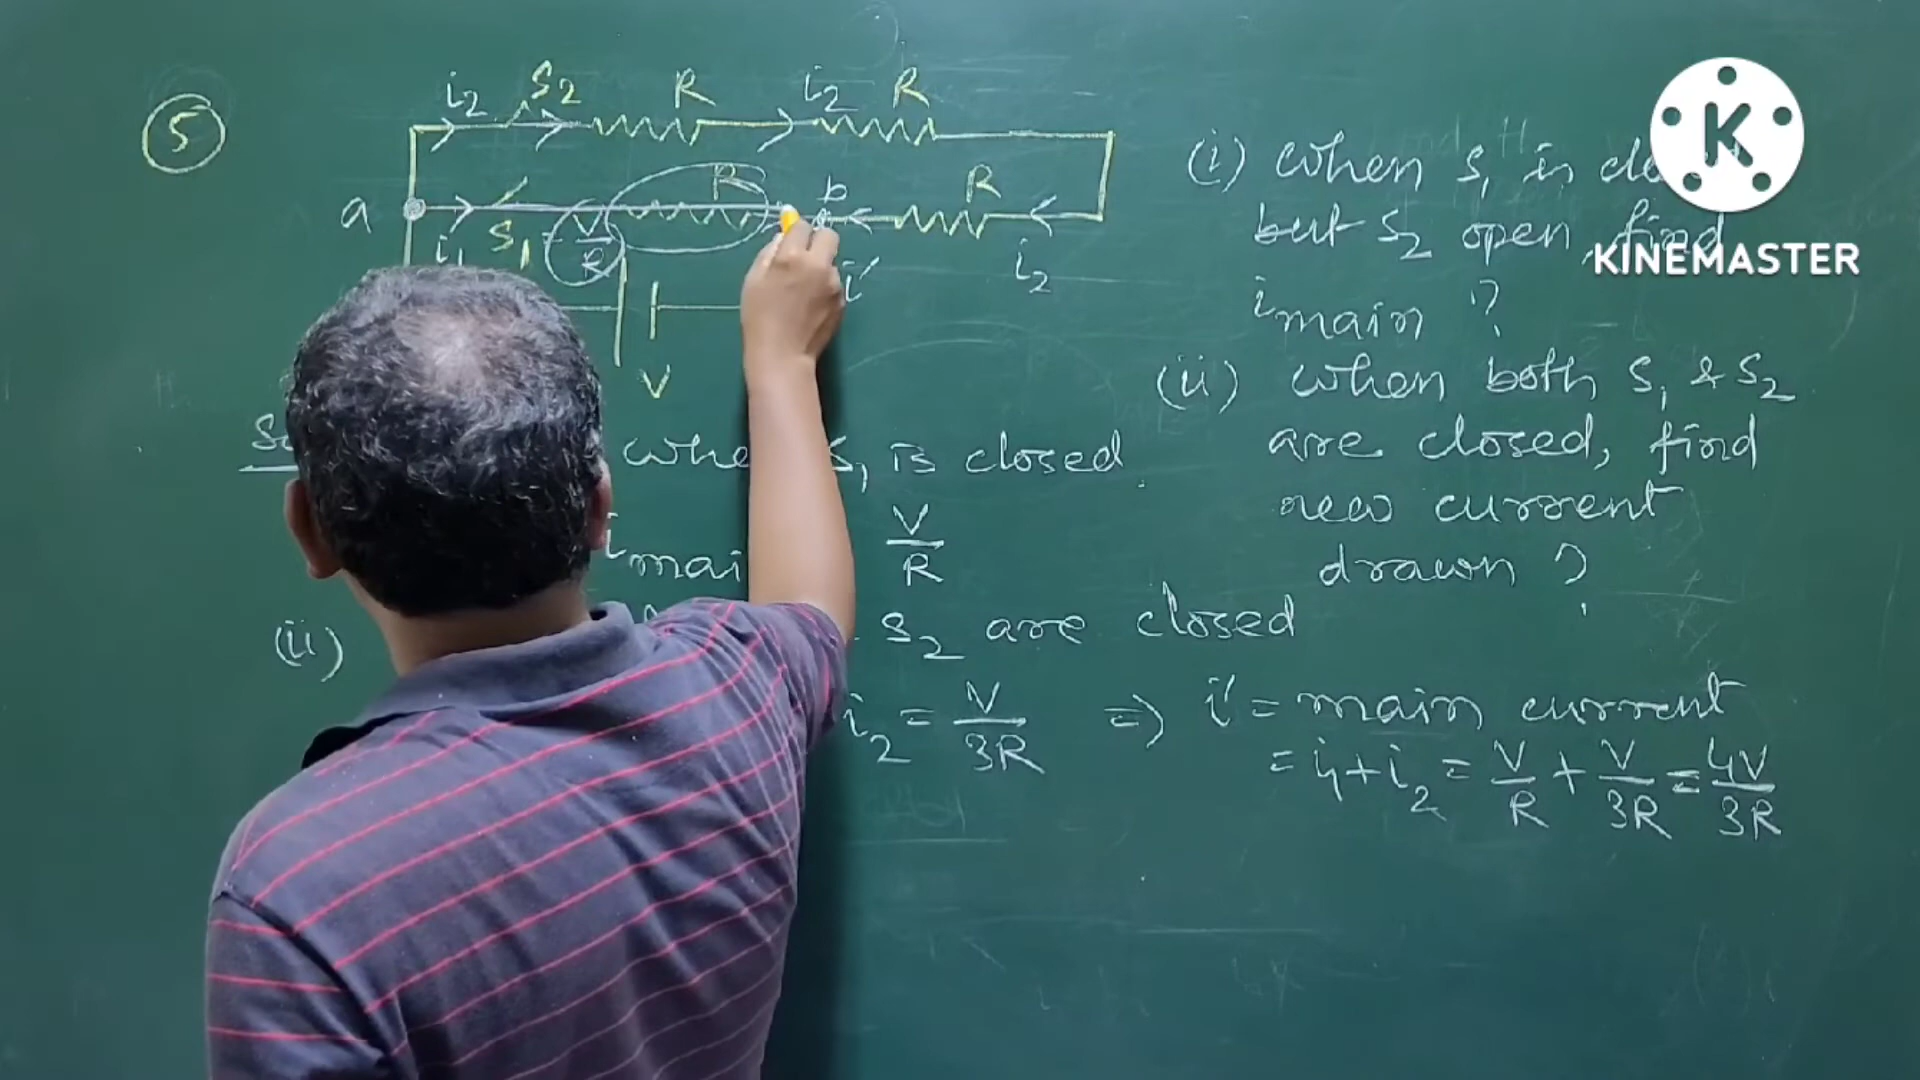 5
i2 S2 R i2 R
a i1 S1 = V/R R b R
i' i2
V
(i) When S1 is
but S2 open, find
imain ?
(ii) When both S1 & S2
are closed, find
new current
drawn ?
when S1 is closed
imai V/R
(ii) S2 are closed
i2 = V/3R ⇒ i' = main current
= i1 + i2 = V/R + V/3R = 4V/3R
K
KINEMASTER